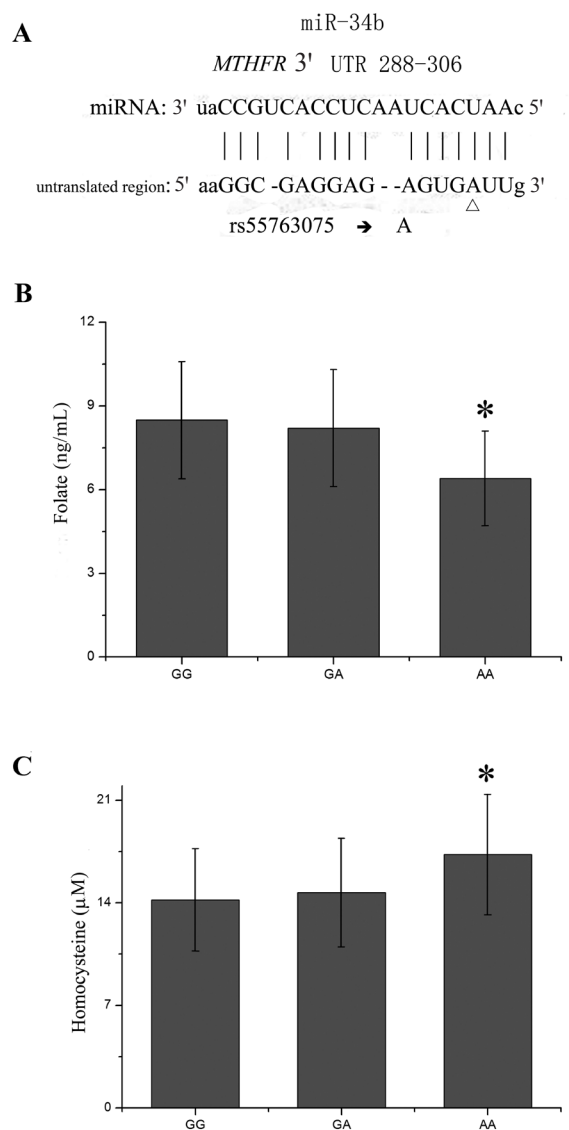 A
miR-34b
MTHFR 3' UTR 288-306
miRNA: 3' uaCCGUCACCUCAAUCACUAAc 5'
| | | | | | | | | | | | | | |
untranslated region: 5' aaGGC -GAGGAG - -AGUGAUUg 3'
△
rs55763075 ➔ A
B
12
9
6
3
0
Folate (ng/mL)
*
GG GA AA
C
21
14
7
0
Homocysteine (µM)
*
GG GA AA